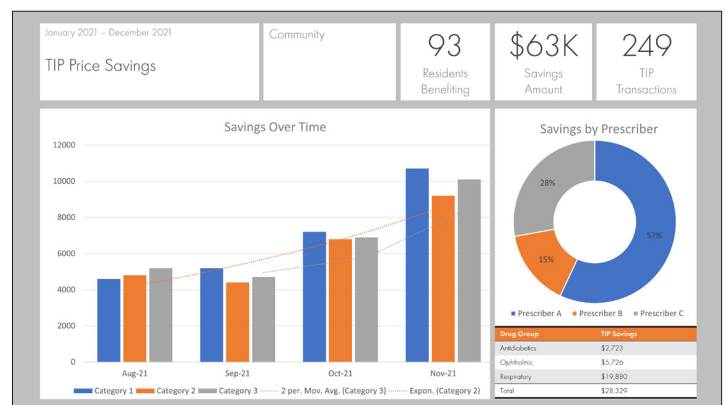 January 2021 – December 2021
TIP Price Savings
Community
93
Residents
Benefiting
$63K
Savings
Amount
249
TIP
Transactions
Savings Over Time
12000
10000
8000
6000
4000
2000
0
Aug-21 Sep-21 Oct-21 Nov-21
Category 1 Category 2 Category 3 2 per. Mov. Avg. (Category 3) Expon. (Category 2)
Savings by Prescriber
28%
57%
15%
Prescriber A Prescriber B Prescriber C
Drug Group TIP Savings
Antidiabetics $2,723
Ophthalmic $5,726
Respiratory $19,880
Total $28,329